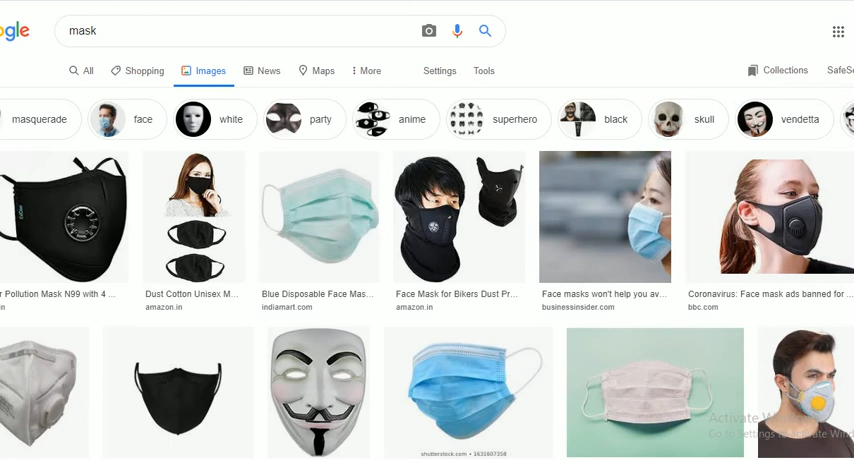 ogle mask
All Shopping Images News Maps More Settings Tools Collections SafeSe
masquerade face white party anime superhero black skull vendetta
r Pollution Mask N99 with 4 ... Dust Cotton Unisex M... Blue Disposable Face Mas... Face Mask for Bikers Dust Pr... Face masks won't help you av... Coronavirus: Face mask ads banned for ...
in amazon.in indiamart.com amazon.in businessinsider.com bbc.com
shutterstock.com • 1631607358
Activate W
Go to Settings to Activate Wind